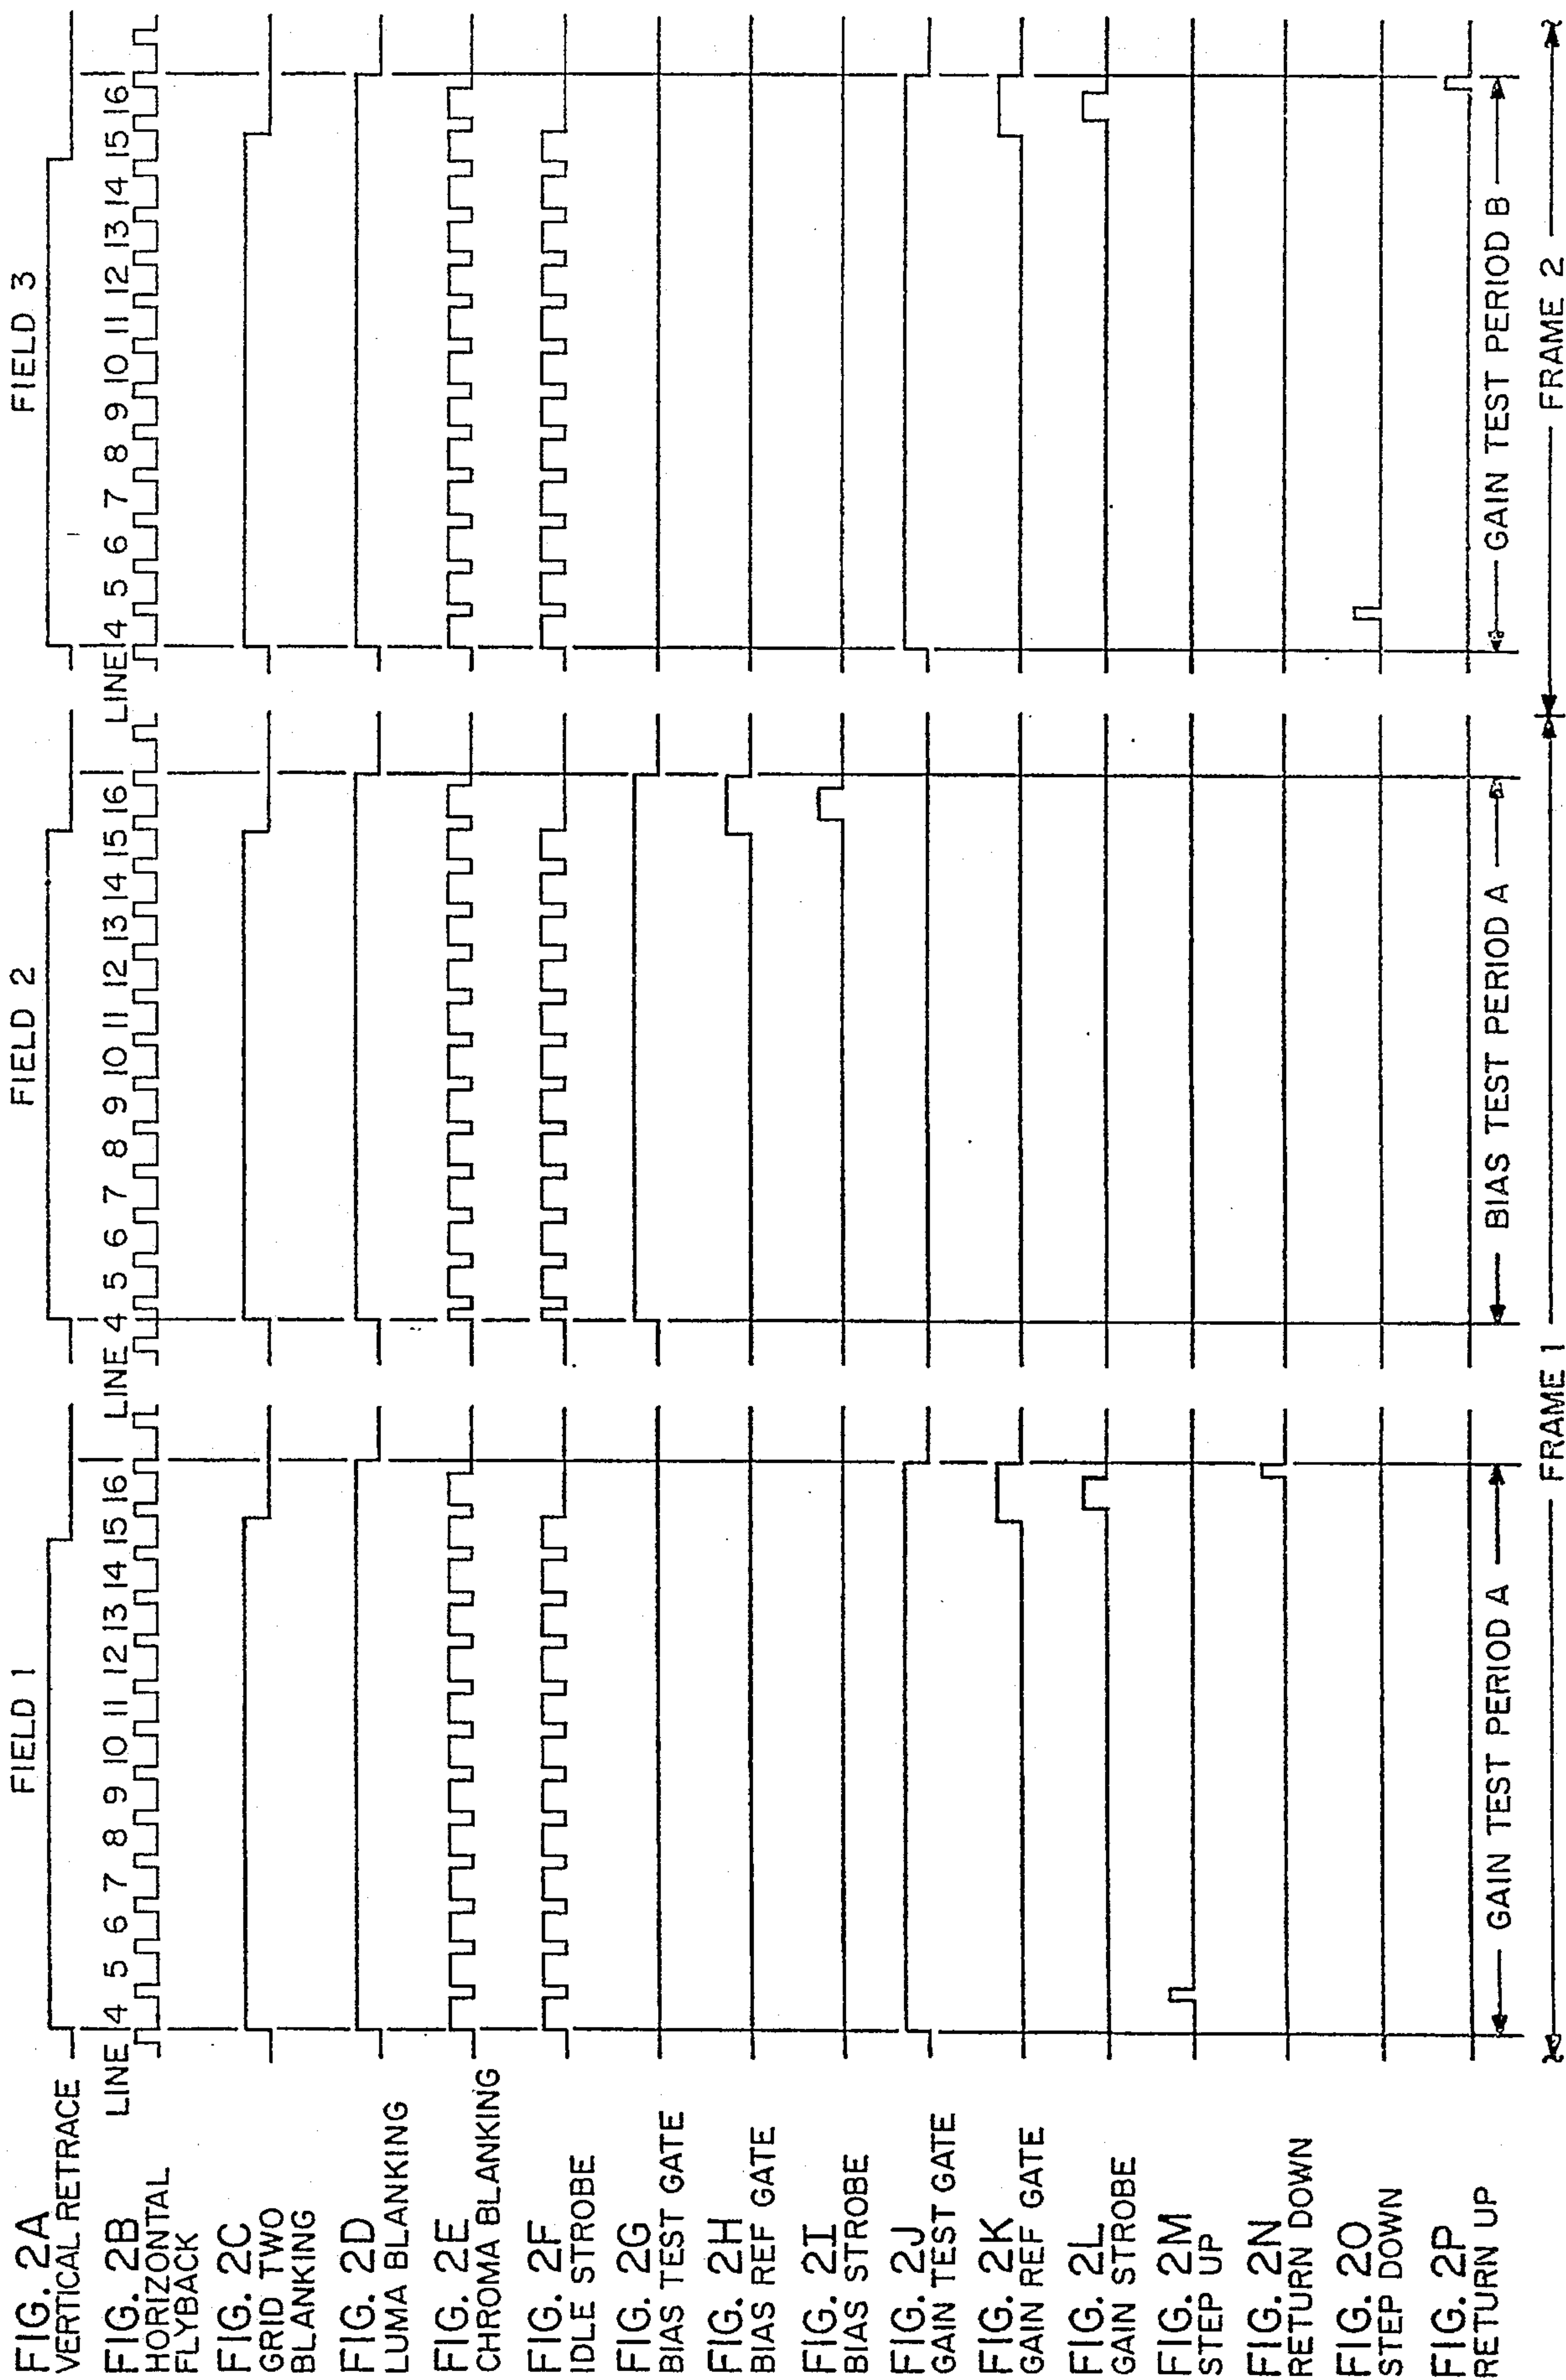 FIELD 1
FIELD 2
FIELD 3
FIG. 2A
VERTICAL RETRACE
LINE 4 5 6 7 8 9 10 11 12 13 14 15 16
LINE 4 5 6 7 8 9 10 11 12 13 14 15 16
LINE 4 5 6 7 8 9 10 11 12 13 14 15 16
FIG. 2B
HORIZONTAL
FLYBACK
FIG. 2C
GRID TWO
BLANKING
FIG. 2D
LUMA BLANKING
FIG. 2E
CHROMA BLANKING
FIG. 2F
IDLE STROBE
FIG. 2G
BIAS TEST GATE
FIG. 2H
BIAS REF GATE
FIG. 2I
BIAS STROBE
FIG. 2J
GAIN TEST GATE
FIG. 2K
GAIN REF GATE
FIG. 2L
GAIN STROBE
FIG. 2M
STEP UP
FIG. 2N
RETURN DOWN
FIG. 2O
STEP DOWN
FIG. 2P
RETURN UP
GAIN TEST PERIOD A
BIAS TEST PERIOD A
GAIN TEST PERIOD B
FRAME 1
FRAME 2